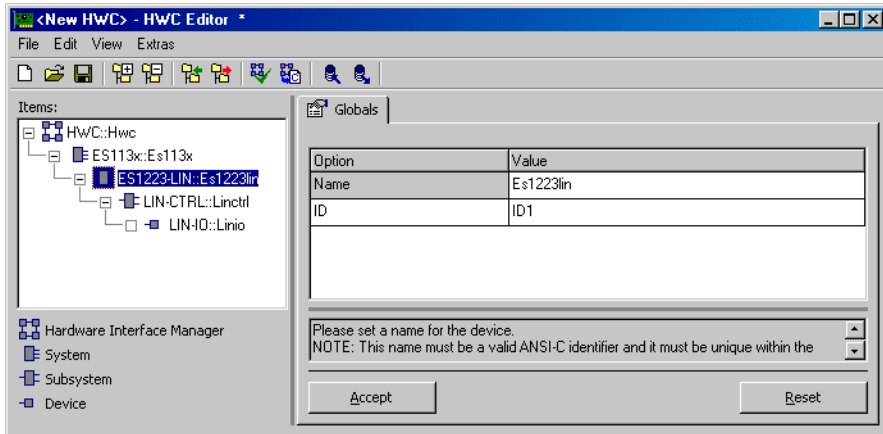 <New HWC> - HWC Editor *
File Edit View Extras
Items:
HWC::Hwc
ES113x::Es113x
ES1223-LIN::Es1223lin
LIN-CTRL::Linctrl
LIN-IO::Linio
Hardware Interface Manager
System
Subsystem
Device
Globals
Option Value
Name Es1223lin
ID ID1
Please set a name for the device.
NOTE: This name must be a valid ANSI-C identifier and it must be unique within the
Accept Reset